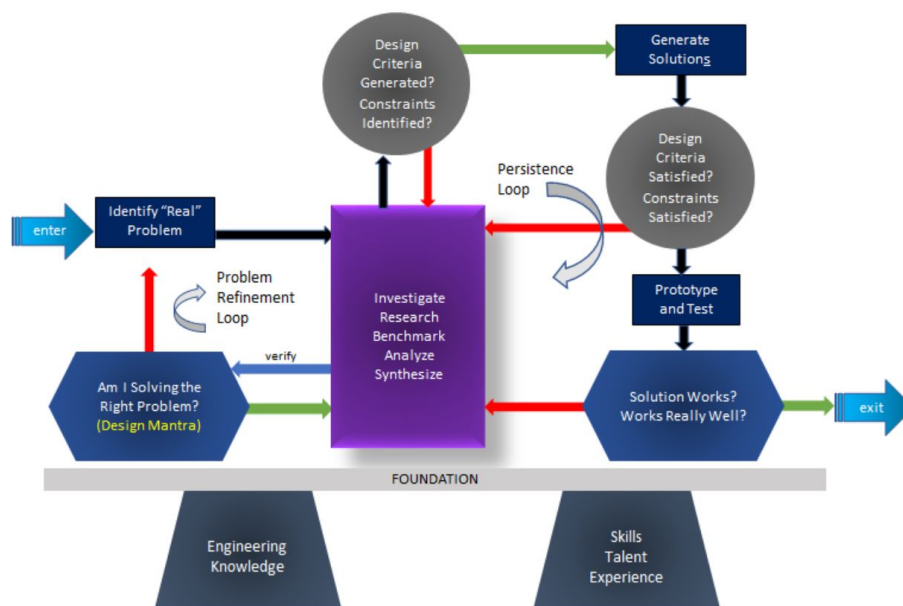 Design
Criteria
Generated?
Constraints
Identified?
Generate
Solutions
Design
Criteria
Satisfied?
Constraints
Satisfied?
Persistence
Loop
enter
Identify “Real”
Problem
Problem
Refinement
Loop
Investigate
Research
Benchmark
Analyze
Synthesize
Prototype
and Test
verify
Am I Solving the
Right Problem?
(Design Mantra)
Solution Works?
Works Really Well?
exit
FOUNDATION
Engineering
Knowledge
Skills
Talent
Experience